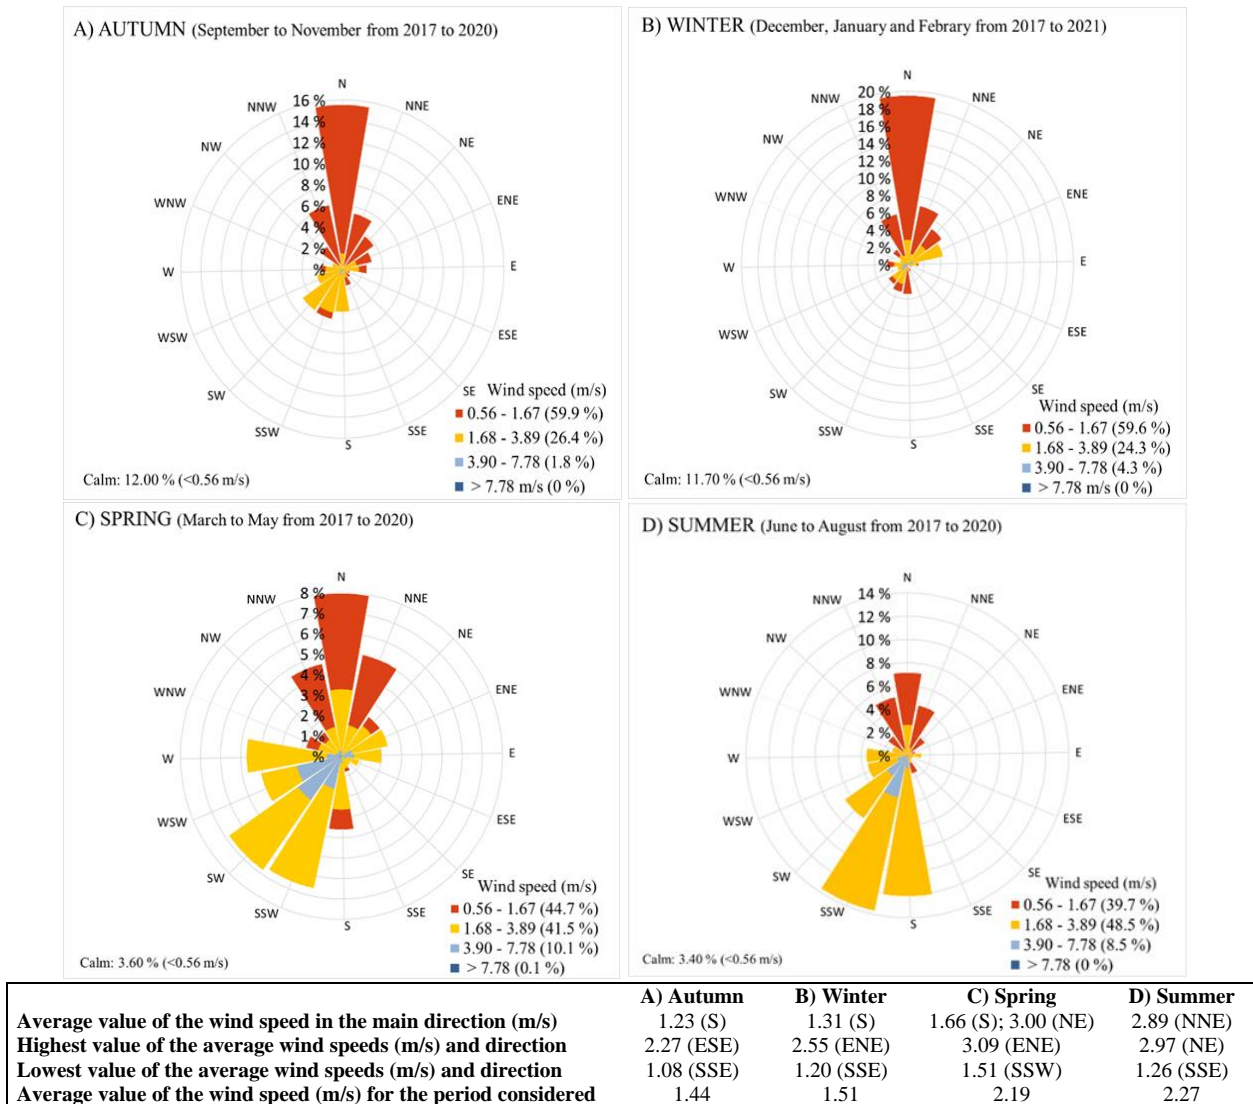 A) AUTUMN (September to November from 2017 to 2020)
N
NNE
NE
ENE
E
ESE
SE
SSE
S
SSW
SW
WSW
W
WNW
NW
NNW
16 %
14 %
12 %
10 %
8 %
6 %
4 %
2 %
%
Wind speed (m/s)
0.56 - 1.67 (59.9 %)
1.68 - 3.89 (26.4 %)
3.90 - 7.78 (1.8 %)
> 7.78 m/s (0 %)
Calm: 12.00 % (<0.56 m/s)
B) WINTER (December, January and Febrary from 2017 to 2021)
N
NNE
NE
ENE
E
ESE
SE
SSE
S
SSW
SW
WSW
W
WNW
NW
NNW
20 %
18 %
16 %
14 %
12 %
10 %
8 %
6 %
4 %
2 %
%
Wind speed (m/s)
0.56 - 1.67 (59.6 %)
1.68 - 3.89 (24.3 %)
3.90 - 7.78 (4.3 %)
> 7.78 m/s (0 %)
Calm: 11.70 % (<0.56 m/s)
C) SPRING (March to May from 2017 to 2020)
N
NNE
NE
ENE
E
ESE
SE
SSE
S
SSW
SW
WSW
W
WNW
NW
NNW
8 %
7 %
6 %
5 %
4 %
3 %
2 %
1 %
%
Wind speed (m/s)
0.56 - 1.67 (44.7 %)
1.68 - 3.89 (41.5 %)
3.90 - 7.78 (10.1 %)
> 7.78 (0.1 %)
Calm: 3.60 % (<0.56 m/s)
D) SUMMER (June to August from 2017 to 2020)
N
NNE
NE
ENE
E
ESE
SE
SSE
S
SSW
SW
WSW
W
WNW
NW
NNW
14 %
12 %
10 %
8 %
6 %
4 %
2 %
%
Wind speed (m/s)
0.56 - 1.67 (39.7 %)
1.68 - 3.89 (48.5 %)
3.90 - 7.78 (8.5 %)
> 7.78 (0 %)
Calm: 3.40 % (<0.56 m/s)
A) Autumn B) Winter C) Spring D) Summer
Average value of the wind speed in the main direction (m/s) 1.23 (S) 1.31 (S) 1.66 (S); 3.00 (NE) 2.89 (NNE)
Highest value of the average wind speeds (m/s) and direction 2.27 (ESE) 2.55 (ENE) 3.09 (ENE) 2.97 (NE)
Lowest value of the average wind speeds (m/s) and direction 1.08 (SSE) 1.20 (SSE) 1.51 (SSW) 1.26 (SSE)
Average value of the wind speed (m/s) for the period considered 1.44 1.51 2.19 2.27